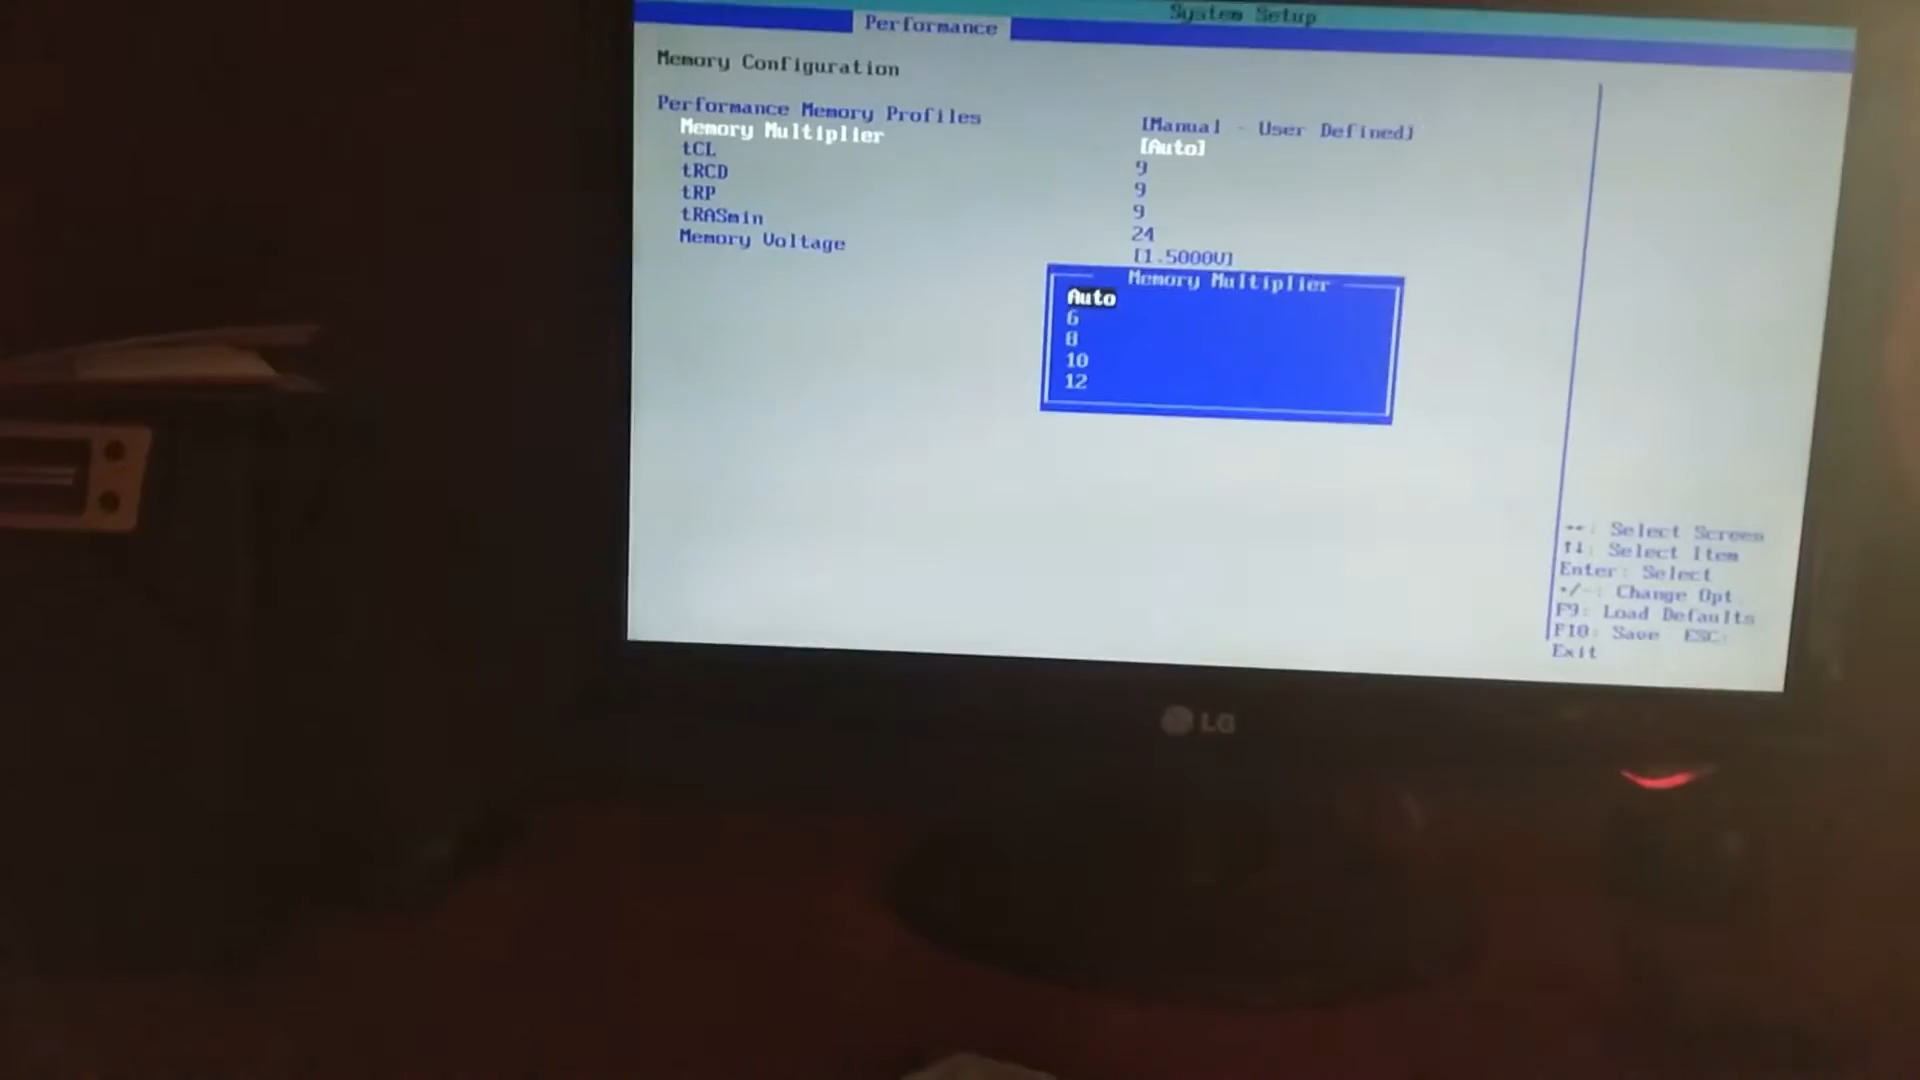 System Setup
Performance
Memory Configuration
Performance Memory Profiles [Manual - User Defined]
Memory Multiplier [Auto]
tCL 9
tRCD 9
tRP 9
tRASmin 24
Memory Voltage [1.5000V]
Memory Multiplier
Auto
6
8
10
12
: Select Screen
↑↓: Select Item
Enter: Select
+/-: Change Opt.
F9: Load Defaults
F10: Save ESC:
Exit
LG